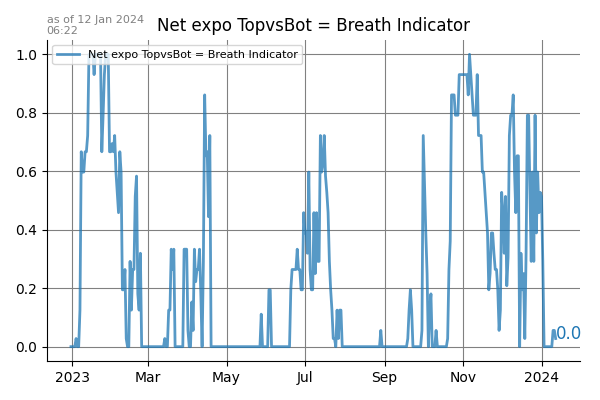 as of 12 Jan 2024
06:22
Net expo TopvsBot = Breath Indicator
Net expo TopvsBot = Breath Indicator
1.0
0.8
0.6
0.4
0.2
0.0
0.0
2023 Mar May Jul Sep Nov 2024